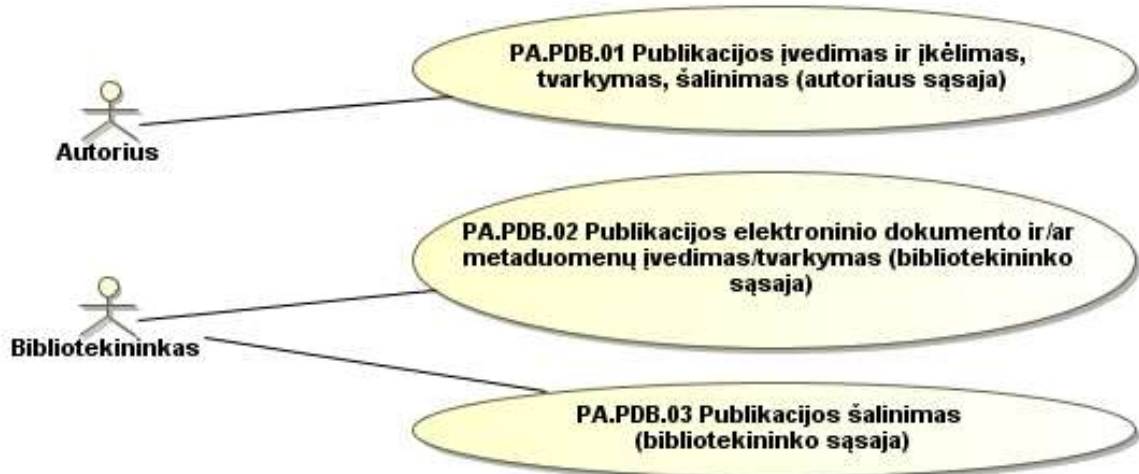 PA.PDB.01 Publikacijos įvedimas ir įkėlimas,
tvarkymas, šalinimas (autoriaus sąsaja)
Autorius
PA.PDB.02 Publikacijos elektroninio dokumento ir/ar
metaduomenų įvedimas/tvarkymas (bibliotekininko
sąsaja)
Bibliotekininkas
PA.PDB.03 Publikacijos šalinimas
(bibliotekininko sąsaja)